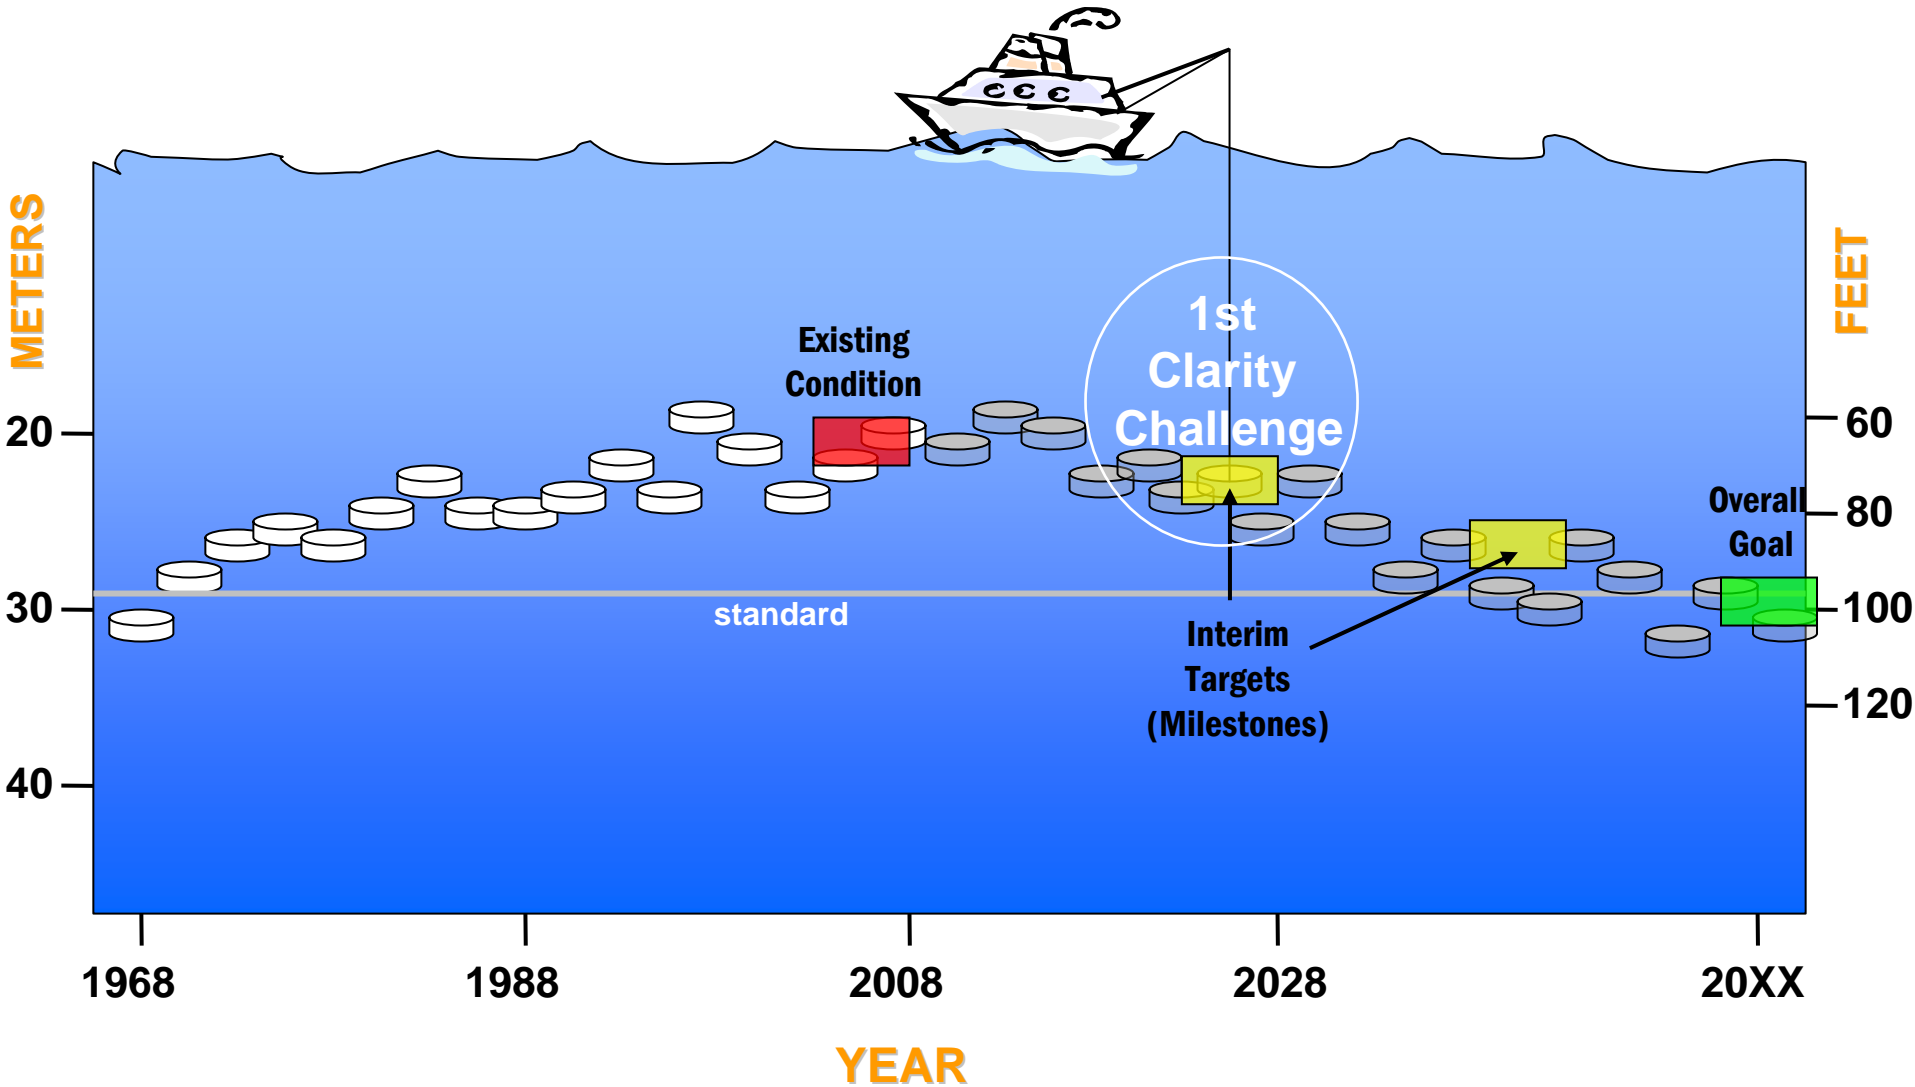 METERS
FEET
20
30
40
60
80
100
120
Existing
Condition
1st
Clarity
Challenge
Overall
Goal
standard
Interim
Targets
(Milestones)
1968
1988
2008
2028
20XX
YEAR